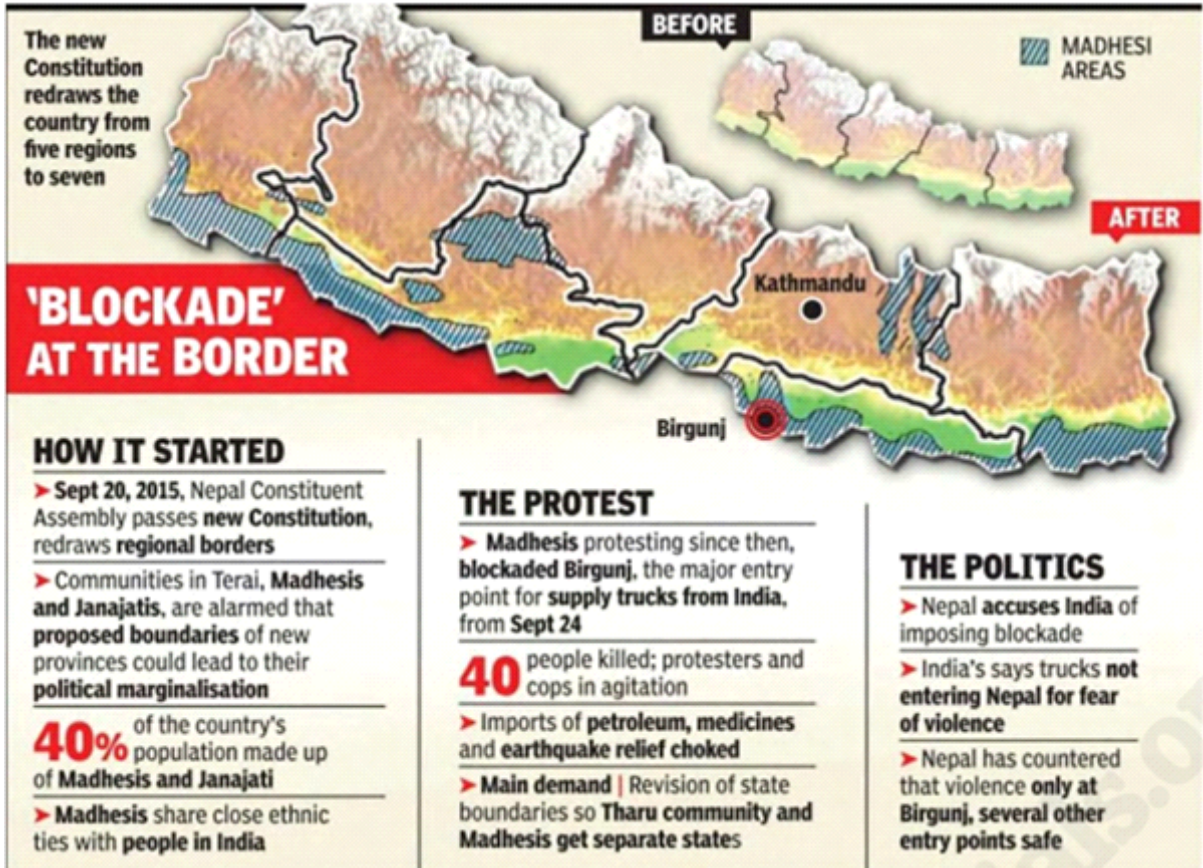 The new
Constitution
redraws the
country from
five regions
to seven
BEFORE
MADHESI
AREAS
AFTER
Kathmandu
Birgunj
'BLOCKADE'
AT THE BORDER
HOW IT STARTED
➤ Sept 20, 2015, Nepal Constituent
Assembly passes new Constitution,
redraws regional borders
➤ Communities in Terai, Madhesis
and Janajatis, are alarmed that
proposed boundaries of new
provinces could lead to their
political marginalisation
40% of the country's
population made up
of Madhesis and Janajati
➤ Madhesis share close ethnic
ties with people in India
THE PROTEST
➤ Madhesis protesting since then,
blockaded Birgunj, the major entry
point for supply trucks from India,
from Sept 24
40 people killed; protesters and
cops in agitation
➤ Imports of petroleum, medicines
and earthquake relief choked
➤ Main demand | Revision of state
boundaries so Tharu community and
Madhesis get separate states
THE POLITICS
➤ Nepal accuses India of
imposing blockade
➤ India's says trucks not
entering Nepal for fear
of violence
➤ Nepal has countered
that violence only at
Birgunj, several other
entry points safe